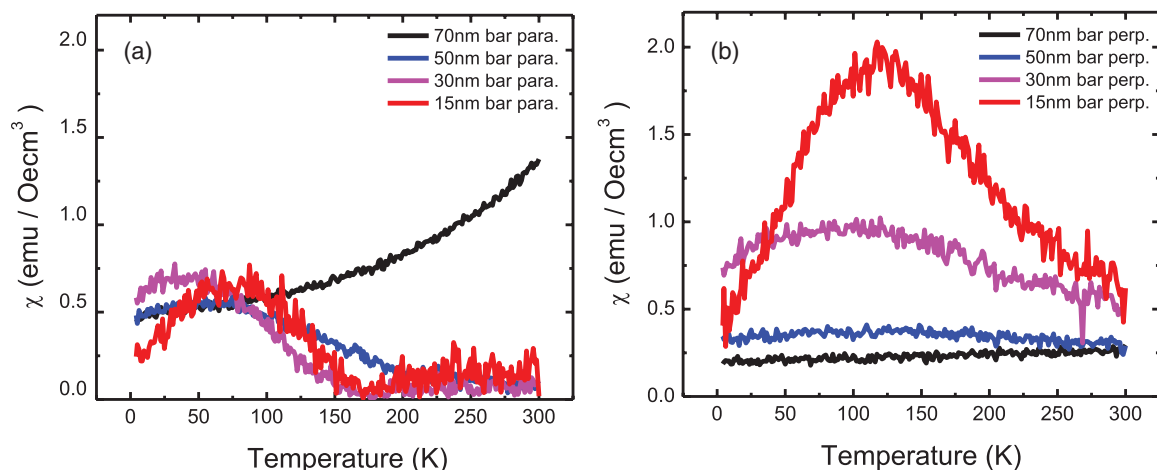 (a)
70nm bar para.
50nm bar para.
30nm bar para.
15nm bar para.
2.0
1.5
1.0
0.5
0.0
χ (emu / Oecm³)
0 50 100 150 200 250 300
Temperature (K)
(b)
70nm bar perp.
50nm bar perp.
30nm bar perp.
15nm bar perp.
2.0
1.5
1.0
0.5
0.0
χ (emu / Oecm³)
0 50 100 150 200 250 300
Temperature (K)